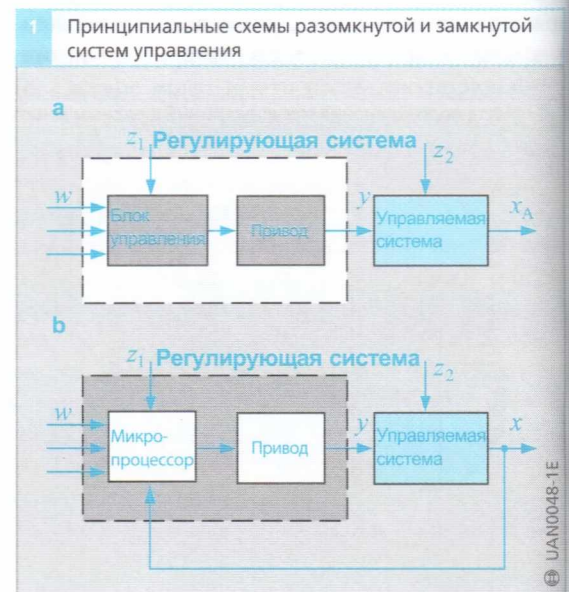 1 Принципиальные схемы разомкнутой и замкнутой
систем управления
a
z1 Регулирующая система z2
w
Блок
управления
Привод
y
Управляемая
система
xA
b
z1 Регулирующая система z2
w
Микро-
процессор
Привод
y
Управляемая
система
x
UAN0048-1E